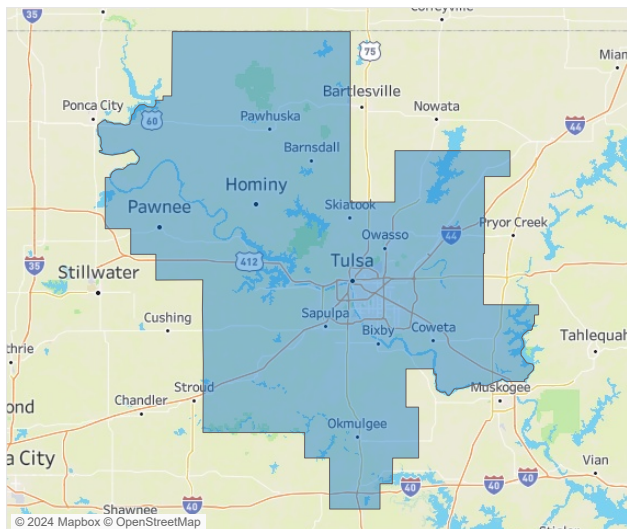 Coffeyville
35
75
Miam
Bartlesville
Ponca City
60
Nowata
Pawhuska
44
Barnsdall
Hominy
Skiatook
Pawnee
Pryor Creek
44
Owasso
412
Tulsa
35
Stillwater
Sapulpa
Cushing
Bixby
Coweta
Tahlequah
thrie
Stroud
Muskogee
Chandler
ond
Okmulgee
a City
Vian
40
40
40
40
Shawnee
© 2024 Mapbox © OpenStreetMap